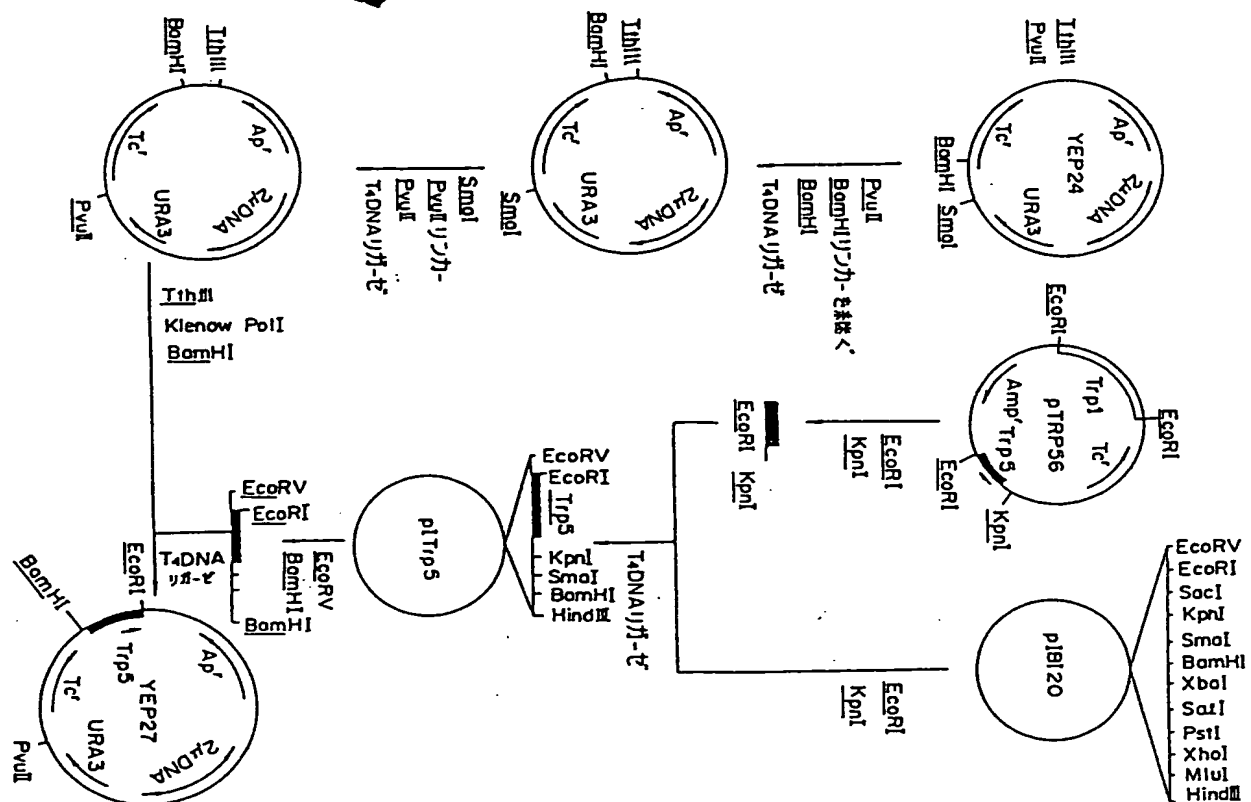 TthIII
BamHI
Ap^r
Tc^r
2μDNA
URA3
PvuII
SmaI
PvuIIリンカー
PvuII
T₄DNAリガーゼ
TthIII
BamHI
Ap^r
Tc^r
2μDNA
URA3
SmaI
PvuII
BamHIリンカーを除く
BamHI
T₄DNAリガーゼ
TthIII
PvuII
Ap^r
YEP24
Tc^r
2μDNA
URA3
BamHI
SmaI
TthIII
Klenow PolI
BamHI
T₄DNA
リガーゼ
EcoRV
EcoRI
BamHI
EcoRV
BamHI
pITrp5
EcoRV
EcoRI
Trp5
KpnI
SmaI
BamHI
HindIII
T₄DNAリガーゼ
EcoRI
KpnI
EcoRI
KpnI
EcoRI
EcoRI
Trp1
pTRP56
Amp^r
Trp5
Tc^r
EcoRI
KpnI
EcoRI
KpnI
pIBI20
EcoRV
EcoRI
SacI
KpnI
SmaI
BamHI
XbaI
SalI
PstI
XhoI
MluI
HindIII
BamHI
EcoRI
Trp5
Ap^r
YEP27
Tc^r
URA3
2μDNA
PvuII